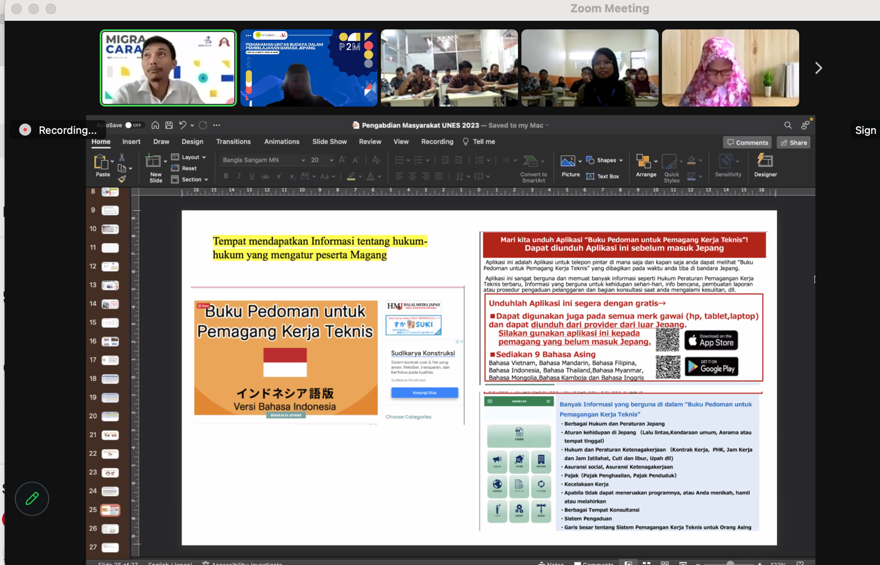 Zoom Meeting
MIGRA
CARA
PEMAHAMAN LINTAS BUDAYA DALAM
PEMBELAJARAN BAHASA JEPANG
P2M
Recording...
Sign
AutoSave OFF
Pengabdian Masyarakat UNES 2023 — Saved to my Mac
Home Insert Draw Design Transitions Animations Slide Show Review View Recording Tell me
Comments Share
Paste
New
Slide
Layout
Reset
Section
Bangla Sangam MN 20
Convert to
SmartArt
Picture
Shapes
Text Box
Arrange
Quick
Styles
Sensitivity
Designer
8
9
10
11
12
13
14
15
16
17
18
19
20
21
22
23
24
25
26
27
Tempat mendapatkan Informasi tentang hukum-
hukum yang mengatur peserta Magang
Buku Pedoman untuk
Pemagang Kerja Teknis
インドネシア語版
Versi Bahasa Indonesia
HALAL MEDIA JAPAN
すか SUKI
Sudikarya Konstruksi
Sudikarya Konstruksi
Kunjungi Situs
Choose Categories
Mari kita unduh Aplikasi "Buku Pedoman untuk Pemagang Kerja Teknis"!
Dapat diunduh Aplikasi ini sebelum masuk Jepang
Aplikasi ini adalah Aplikasi untuk telepon pintar di mana saja dan kapan saja anda dapat melihat "Buku
Pedoman untuk Pemagang Kerja Teknis" yang dibagikan pada waktu anda tiba di bandara Jepang.
Aplikasi ini sangat berguna dan memuat banyak informasi seperti Hukum Peraturan Pemagangan Kerja
Teknis terbaru, Informasi yang berguna untuk kehidupan sehari-hari, info bencana, pembuatan laporan
atau prosedur pengaduan pelanggaran dan bagian konsultasi saat anda mengalami kesulitan, dll.
Unduhlah Aplikasi ini segera dengan gratis→
■Dapat digunakan juga pada semua merk gawai (hp, tablet,laptop)
dan dapat diunduh dari provider dari luar Jepang.
Silakan gunakan aplikasi ini kepada
pemagang yang belum masuk Jepang.
■Sediakan 9 Bahasa Asing
Bahasa Vietnam, Bahasa Mandarin, Bahasa Filipina,
Bahasa Indonesia, Bahasa Thailand,Bahasa Myanmar,
Bahasa Mongolia,Bahasa Kamboja dan Bahasa Inggris
Download on the
App Store
GET IT ON
Google Play
Banyak Informasi yang berguna di dalam "Buku Pedoman untuk
Pemagangan Kerja Teknis"
・Berbagai Hukum dan Peraturan Jepang
・Aturan kehidupan di Jepang (Lalu lintas,Kendaraan umum, Asrama atau
tempat tinggal)
・Hukum dan Peraturan Ketenagakerjaan (Kontrak Kerja, PHK, Jam Kerja
dan Jam Istiahat, Cuti dan libur, Upah dll)
・Asuransi social, Asuransi Ketenagakerjaan
・Pajak (Pajak Penghasilan, Pajak Penduduk)
・Kecelakaan Kerja
・Apabila tidak dapat meneruskan programnya, atau Anda menikah, hamil
atau melahirkan
・Berbagai Tempat Konsultansi
・Sistem Pengaduan
・Garis besar tentang Sistem Pemagangan Kerja Teknis untuk Orang Asing